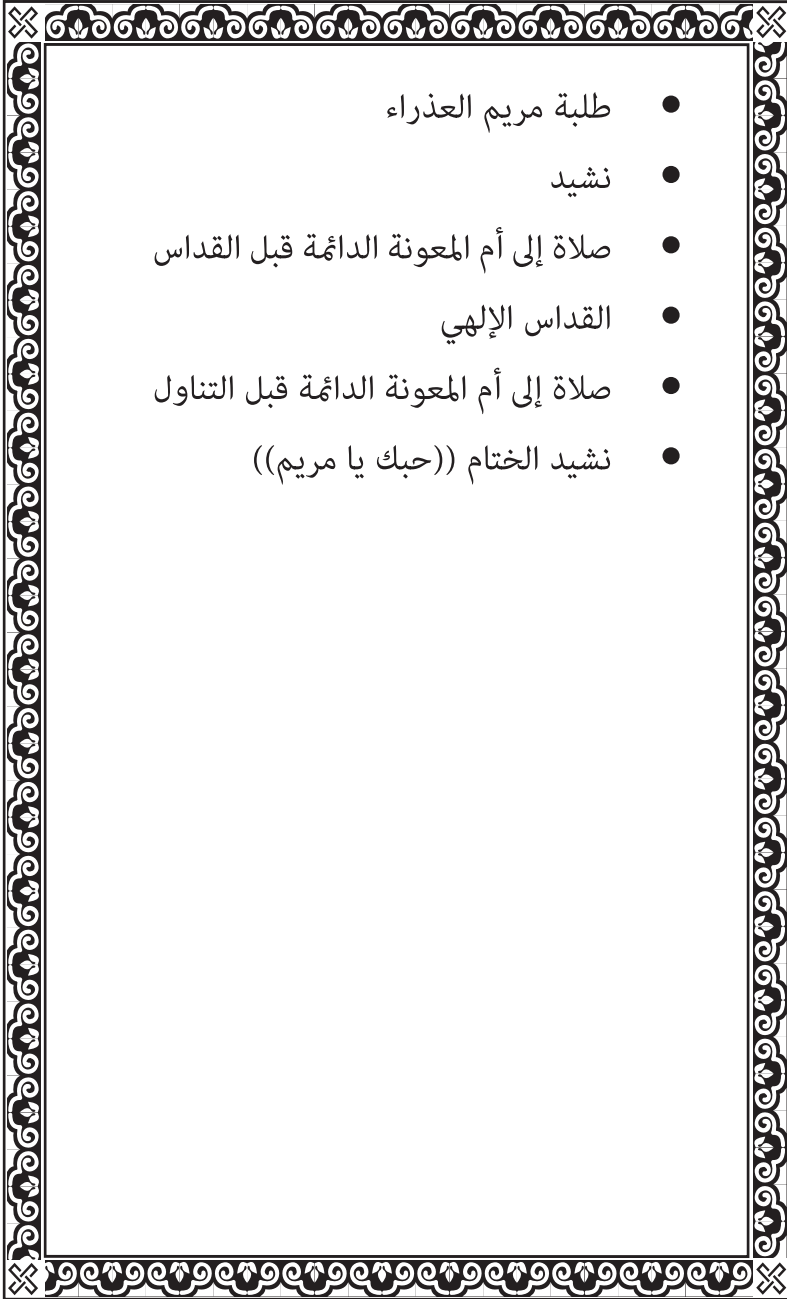 • طلبة مريم العذراء
• نشيد
• صلاة إلى أم المعونة الدائمة قبل القداس
• القداس الإلهي
• صلاة إلى أم المعونة الدائمة قبل التناول
• نشيد الختام ((حبك يا مريم))